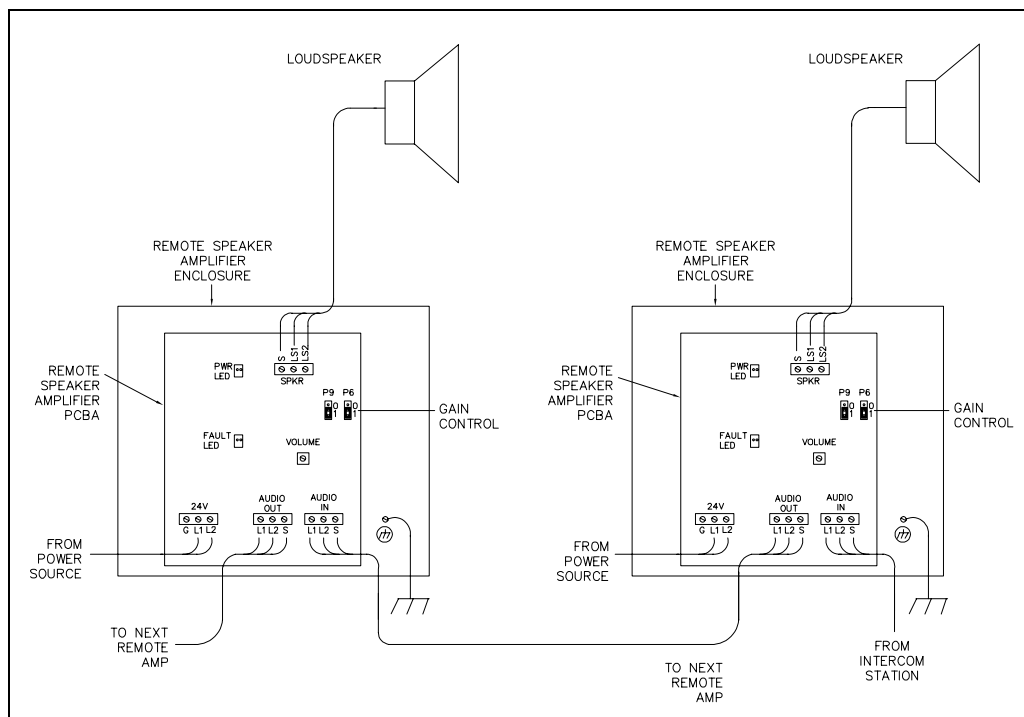 LOUDSPEAKER
REMOTE SPEAKER
AMPLIFIER
ENCLOSURE
REMOTE
SPEAKER
AMPLIFIER
PCBA
PWR
LED
S
LS1
LS2
SPKR
P9 P6
0
1
0
1
GAIN
CONTROL
FAULT
LED
VOLUME
24V
G L1 L2
AUDIO
OUT
L1 L2 S
AUDIO
IN
L1 L2 S
FROM
POWER
SOURCE
TO NEXT
REMOTE
AMP
LOUDSPEAKER
REMOTE SPEAKER
AMPLIFIER
ENCLOSURE
REMOTE
SPEAKER
AMPLIFIER
PCBA
PWR
LED
S
LS1
LS2
SPKR
P9 P6
0
1
0
1
GAIN
CONTROL
FAULT
LED
VOLUME
24V
G L1 L2
AUDIO
OUT
L1 L2 S
AUDIO
IN
L1 L2 S
FROM
POWER
SOURCE
TO NEXT
REMOTE
AMP
FROM
INTERCOM
STATION